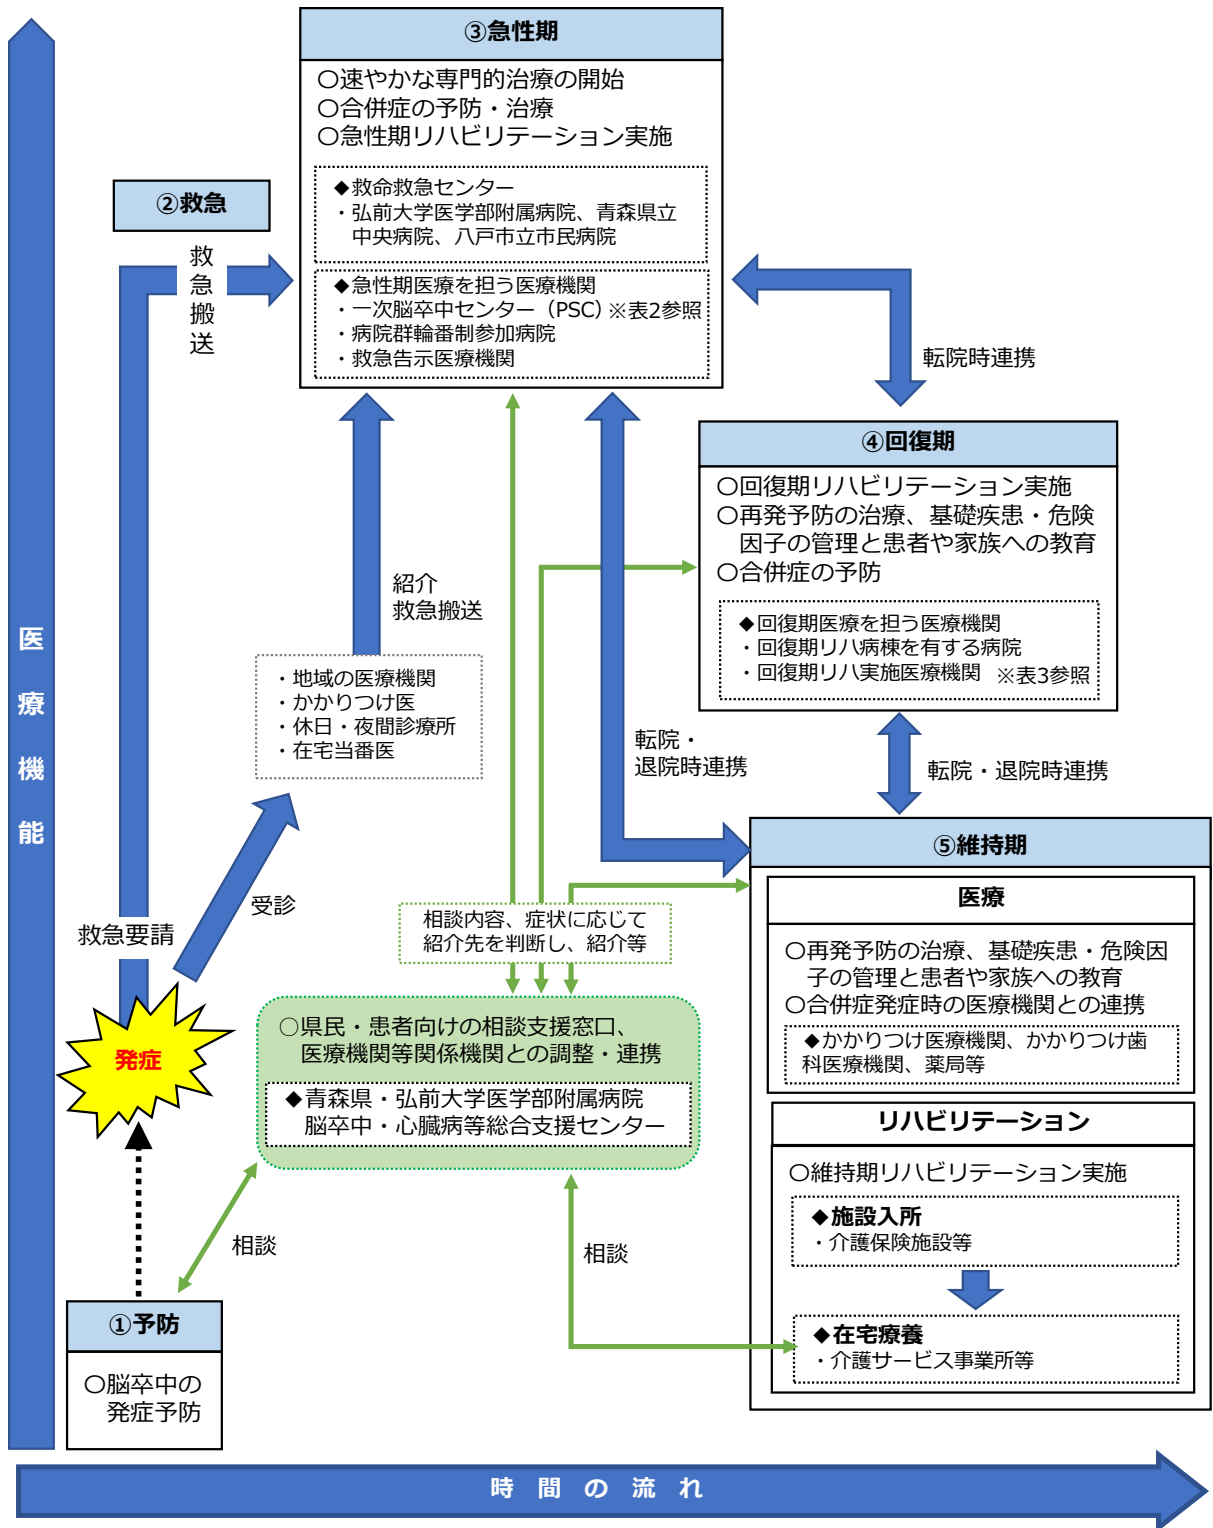 ③急性期
〇速やかな専門的治療の開始
〇合併症の予防・治療
〇急性期リハビリテーション実施
◆救命救急センター
・弘前大学医学部附属病院、青森県立
中央病院、八戸市立市民病院
◆急性期医療を担う医療機関
・一次脳卒中センター（PSC）※表2参照
・病院群輪番制参加病院
・救急告示医療機関
②救急
救急搬送
転院時連携
④回復期
〇回復期リハビリテーション実施
〇再発予防の治療、基礎疾患・危険
因子の管理と患者や家族への教育
〇合併症の予防
◆回復期医療を担う医療機関
・回復期リハ病棟を有する病院
・回復期リハ実施医療機関 ※表3参照
紹介
救急搬送
・地域の医療機関
・かかりつけ医
・休日・夜間診療所
・在宅当番医
転院・
退院時連携
転院・退院時連携
医療機能
受診
救急要請
発症
相談内容、症状に応じて
紹介先を判断し、紹介等
〇県民・患者向けの相談支援窓口、
医療機関等関係機関との調整・連携
◆青森県・弘前大学医学部附属病院
脳卒中・心臓病等総合支援センター
⑤維持期
医療
〇再発予防の治療、基礎疾患・危険因
子の管理と患者や家族への教育
〇合併症発症時の医療機関との連携
◆かかりつけ医療機関、かかりつけ歯
科医療機関、薬局等
リハビリテーション
〇維持期リハビリテーション実施
◆施設入所
・介護保険施設等
◆在宅療養
・介護サービス事業所等
相談
相談
①予防
〇脳卒中の
発症予防
時間の流れ